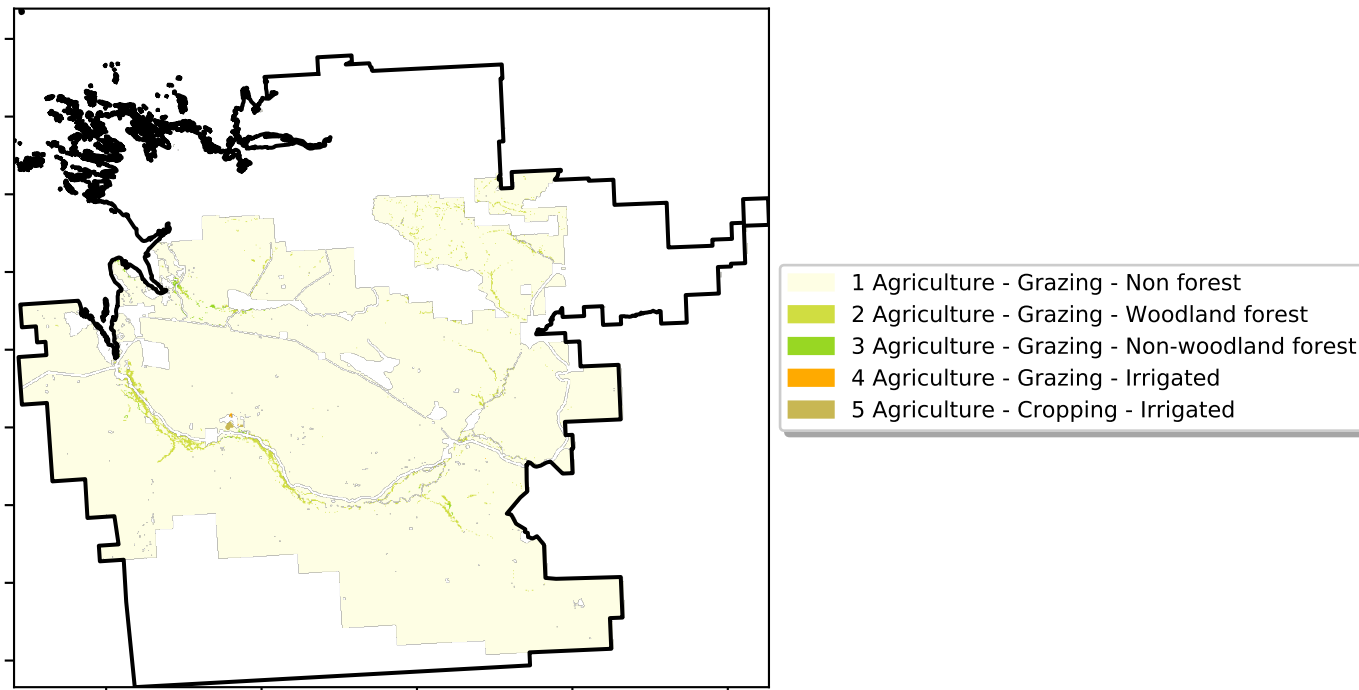 1 Agriculture - Grazing - Non forest
2 Agriculture - Grazing - Woodland forest
3 Agriculture - Grazing - Non-woodland forest
4 Agriculture - Grazing - Irrigated
5 Agriculture - Cropping - Irrigated